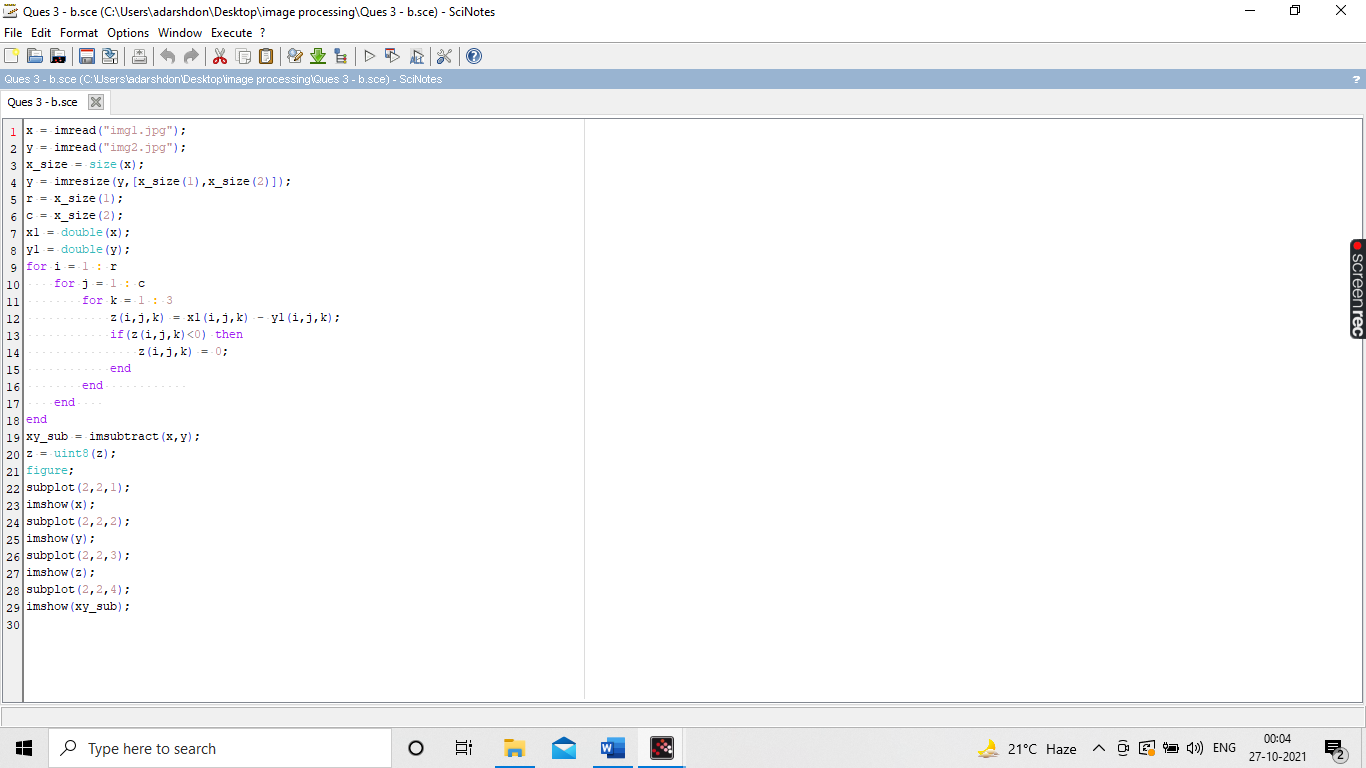 Ques 3 - b.sce (C:\Users\adarshdon\Desktop\image processing\Ques 3 - b.sce) - SciNotes
File Edit Format Options Window Execute ?
Ques 3 - b.sce (C:\Users\adarshdon\Desktop\image processing\Ques 3 - b.sce) - SciNotes ?
Ques 3 - b.sce
1 x = imread("img1.jpg");
2 y = imread("img2.jpg");
3 x_size = size(x);
4 y = imresize(y,[x_size(1),x_size(2)]);
5 r = x_size(1);
6 c = x_size(2);
7 x1 = double(x);
8 y1 = double(y);
9 for i = 1 : r
10 for j = 1 : c
11 for k = 1 : 3
12 z(i,j,k) = x1(i,j,k) - y1(i,j,k);
13 if(z(i,j,k)<0) then
14 z(i,j,k) = 0;
15 end
16 end
17 end
18 end
19 xy_sub = imsubtract(x,y);
20 z = uint8(z);
21 figure;
22 subplot(2,2,1);
23 imshow(x);
24 subplot(2,2,2);
25 imshow(y);
26 subplot(2,2,3);
27 imshow(z);
28 subplot(2,2,4);
29 imshow(xy_sub);
30
screenrec
Type here to search
W
21°C Haze
ENG
00:04
27-10-2021
2